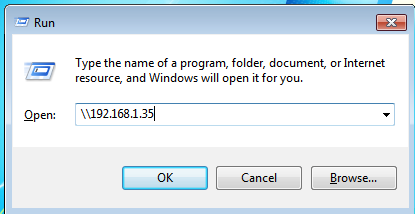 Run
Type the name of a program, folder, document, or Internet
resource, and Windows will open it for you.
Open: \\192.168.1.35
OK Cancel Browse...